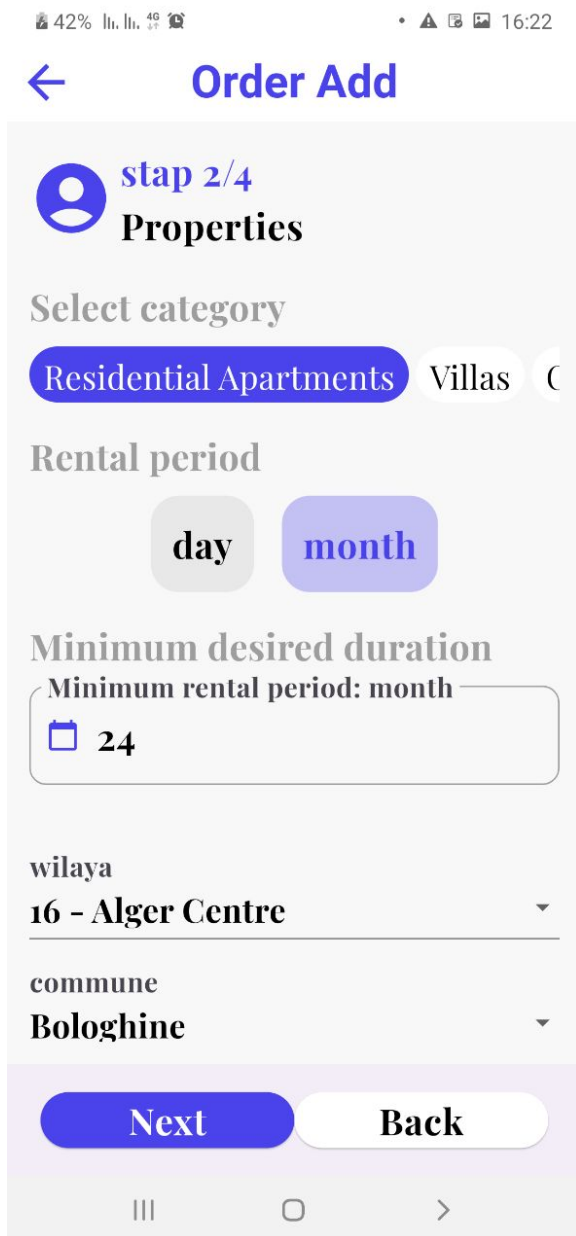 42% 4G 16:22
Order Add
stap 2/4
Properties
Select category
Residential Apartments Villas
Rental period
day month
Minimum desired duration
Minimum rental period: month
24
wilaya
16 - Alger Centre
commune
Bologhine
Next Back